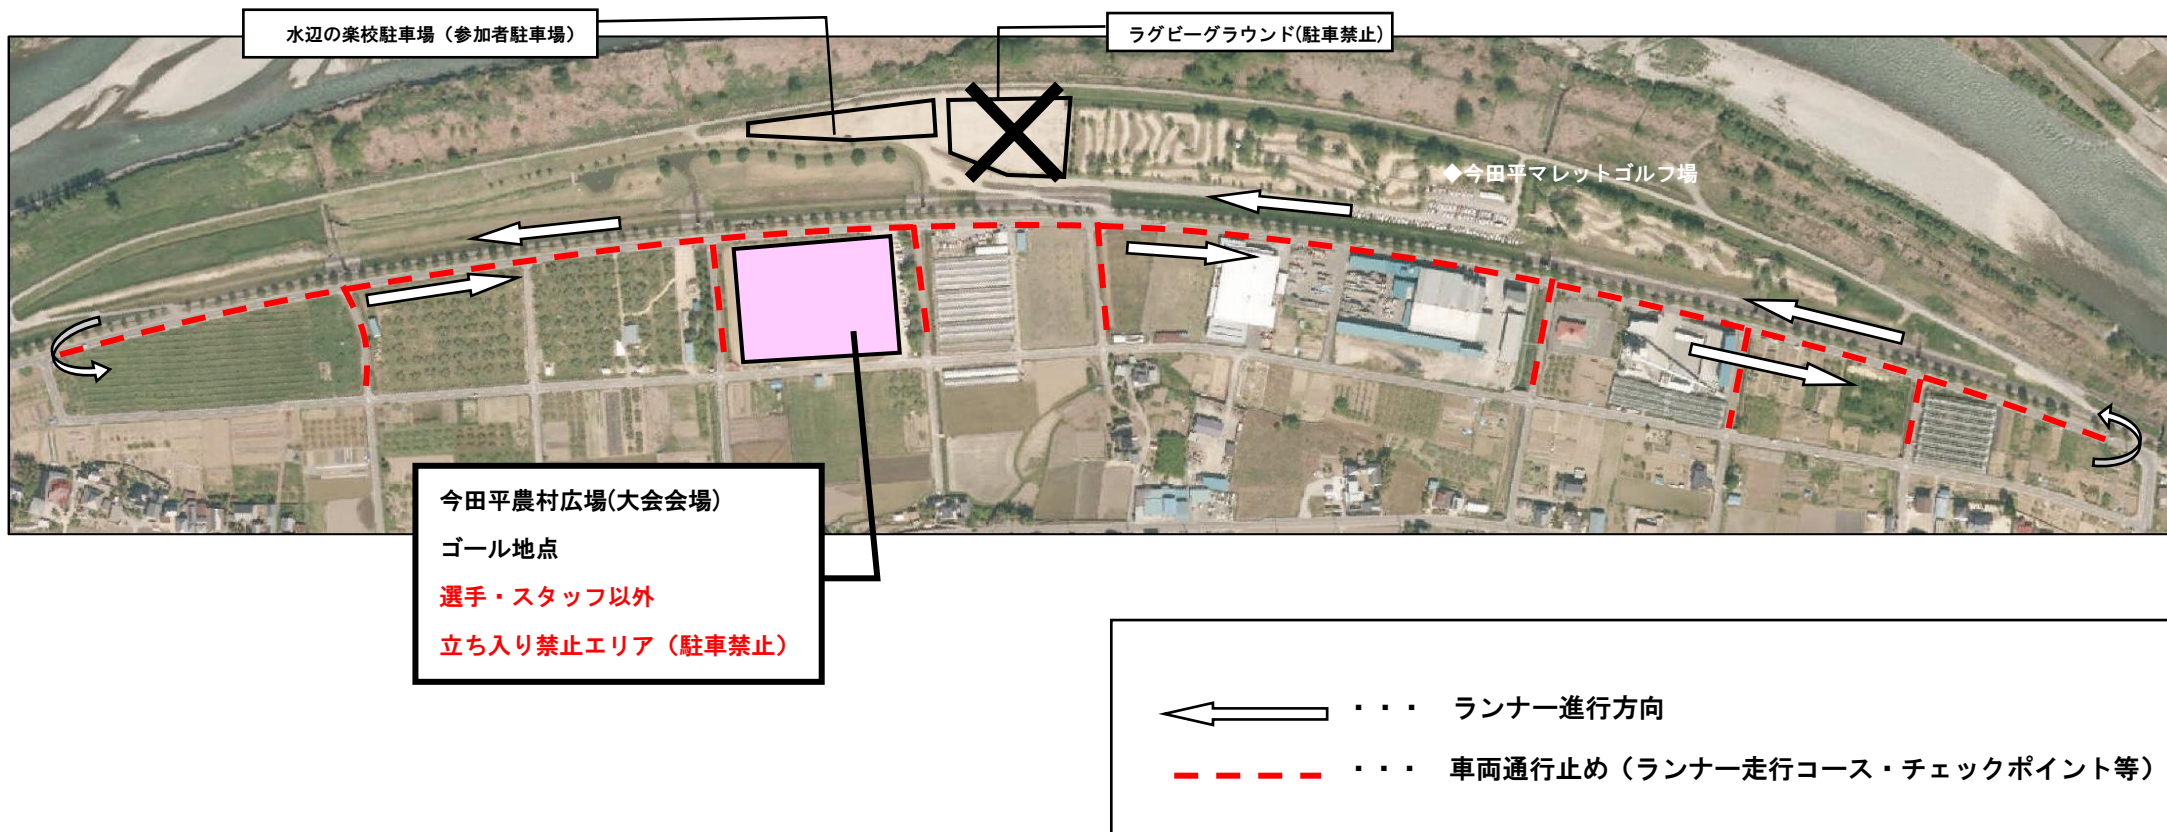 水辺の楽校駐車場（参加者駐車場）
ラグビーグラウンド(駐車禁止)
◆今田平マレットゴルフ場
今田平農村広場(大会会場)
ゴール地点
選手・スタッフ以外
立ち入り禁止エリア（駐車禁止）
・・・ ランナー進行方向
・・・ 車両通行止め（ランナー走行コース・チェックポイント等）